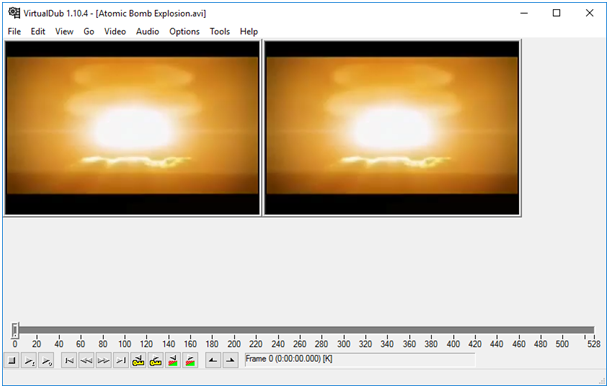 VirtualDub 1.10.4 - [Atomic Bomb Explosion.avi]
File Edit View Go Video Audio Options Tools Help
0 20 40 60 80 100 120 140 160 180 200 220 240 260 280 300 320 340 360 380 400 420 440 460 480 500 528
Frame 0 (0:00:00.000) [K]